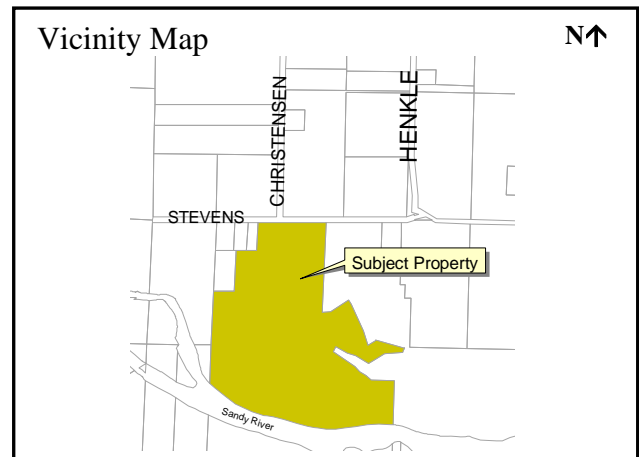 Vicinity Map
N↑
CHRISTENSEN
HENKLE
STEVENS
Subject Property
Sandy River